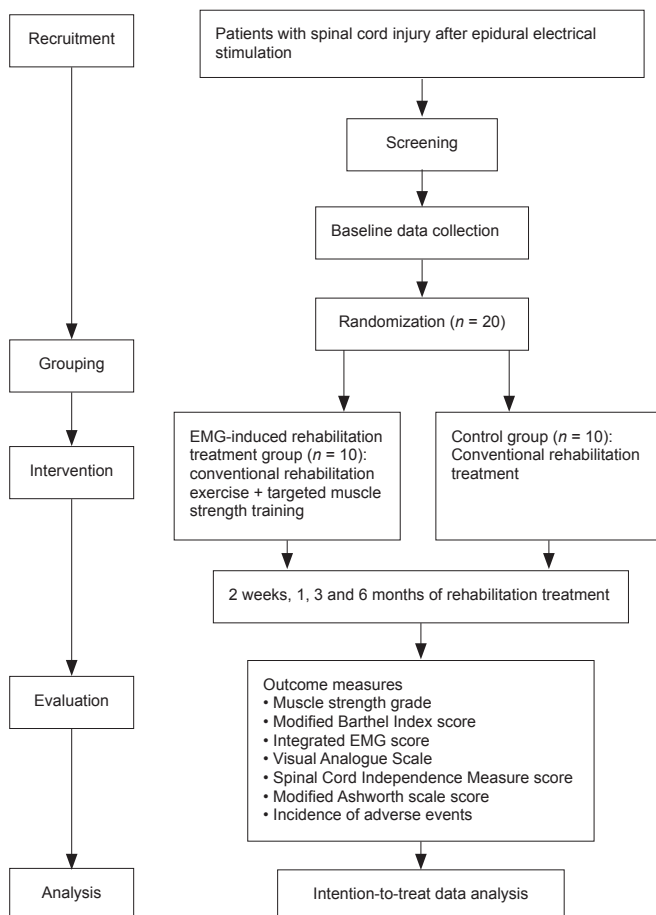 Recruitment
Patients with spinal cord injury after epidural electrical
stimulation
Screening
Baseline data collection
Randomization (n = 20)
Grouping
Intervention
EMG-induced rehabilitation
treatment group (n = 10):
conventional rehabilitation
exercise + targeted muscle
strength training
Control group (n = 10):
Conventional rehabilitation
treatment
2 weeks, 1, 3 and 6 months of rehabilitation treatment
Evaluation
Outcome measures
• Muscle strength grade
• Modified Barthel Index score
• Integrated EMG score
• Visual Analogue Scale
• Spinal Cord Independence Measure score
• Modified Ashworth scale score
• Incidence of adverse events
Analysis
Intention-to-treat data analysis